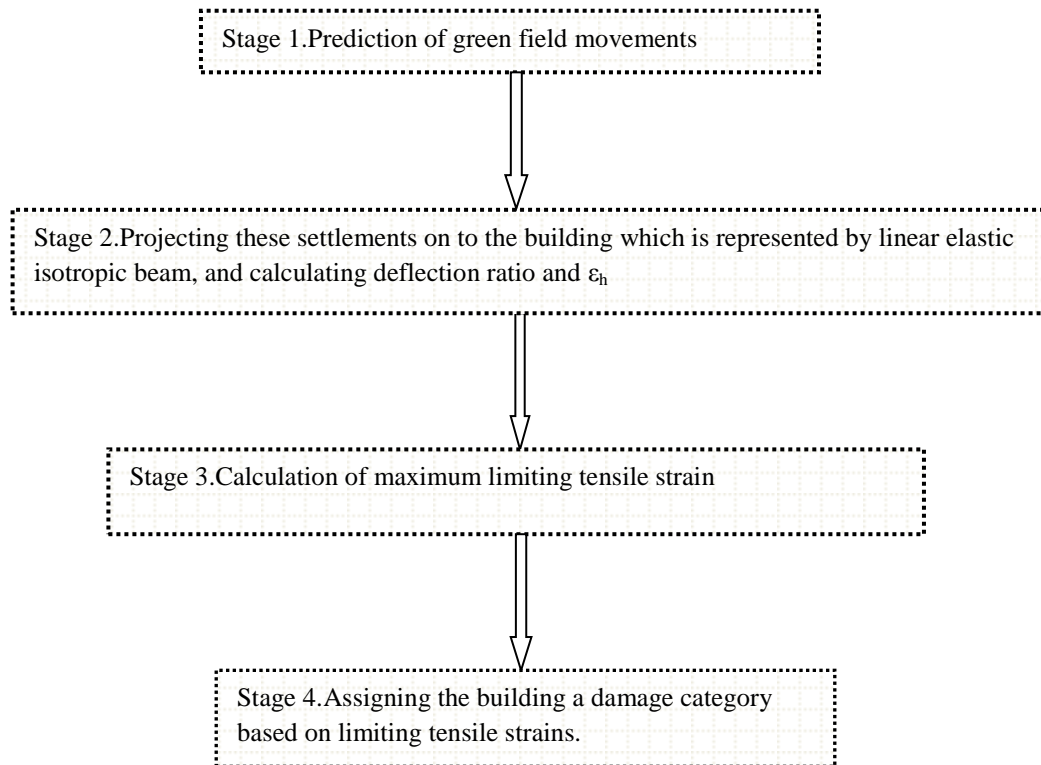 Stage 1.Prediction of green field movements
Stage 2.Projecting these settlements on to the building which is represented by linear elastic
isotropic beam, and calculating deflection ratio and εh
Stage 3.Calculation of maximum limiting tensile strain
Stage 4.Assigning the building a damage category
based on limiting tensile strains.